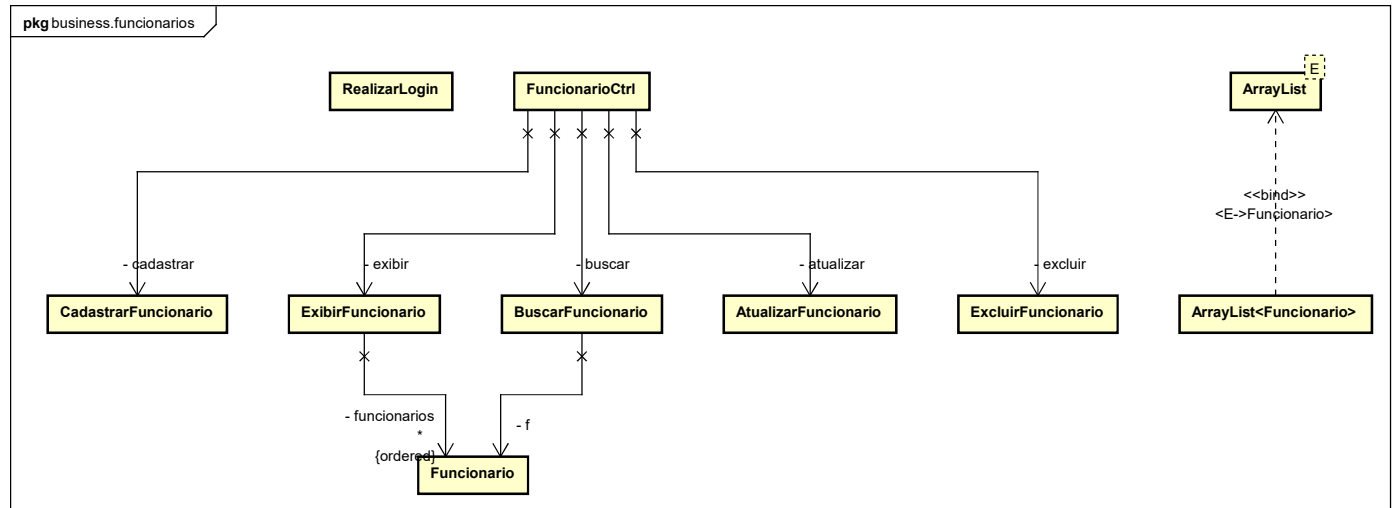 pkg business.funcionarios
RealizarLogin
FuncionarioCtrl
E
ArrayList
<<bind>>
<E->Funcionario>
- cadastrar
- exibir
- buscar
- atualizar
- excluir
CadastrarFuncionario
ExibirFuncionario
BuscarFuncionario
AtualizarFuncionario
ExcluirFuncionario
ArrayList<Funcionario>
- funcionarios
*
{ordered}
- f
Funcionario